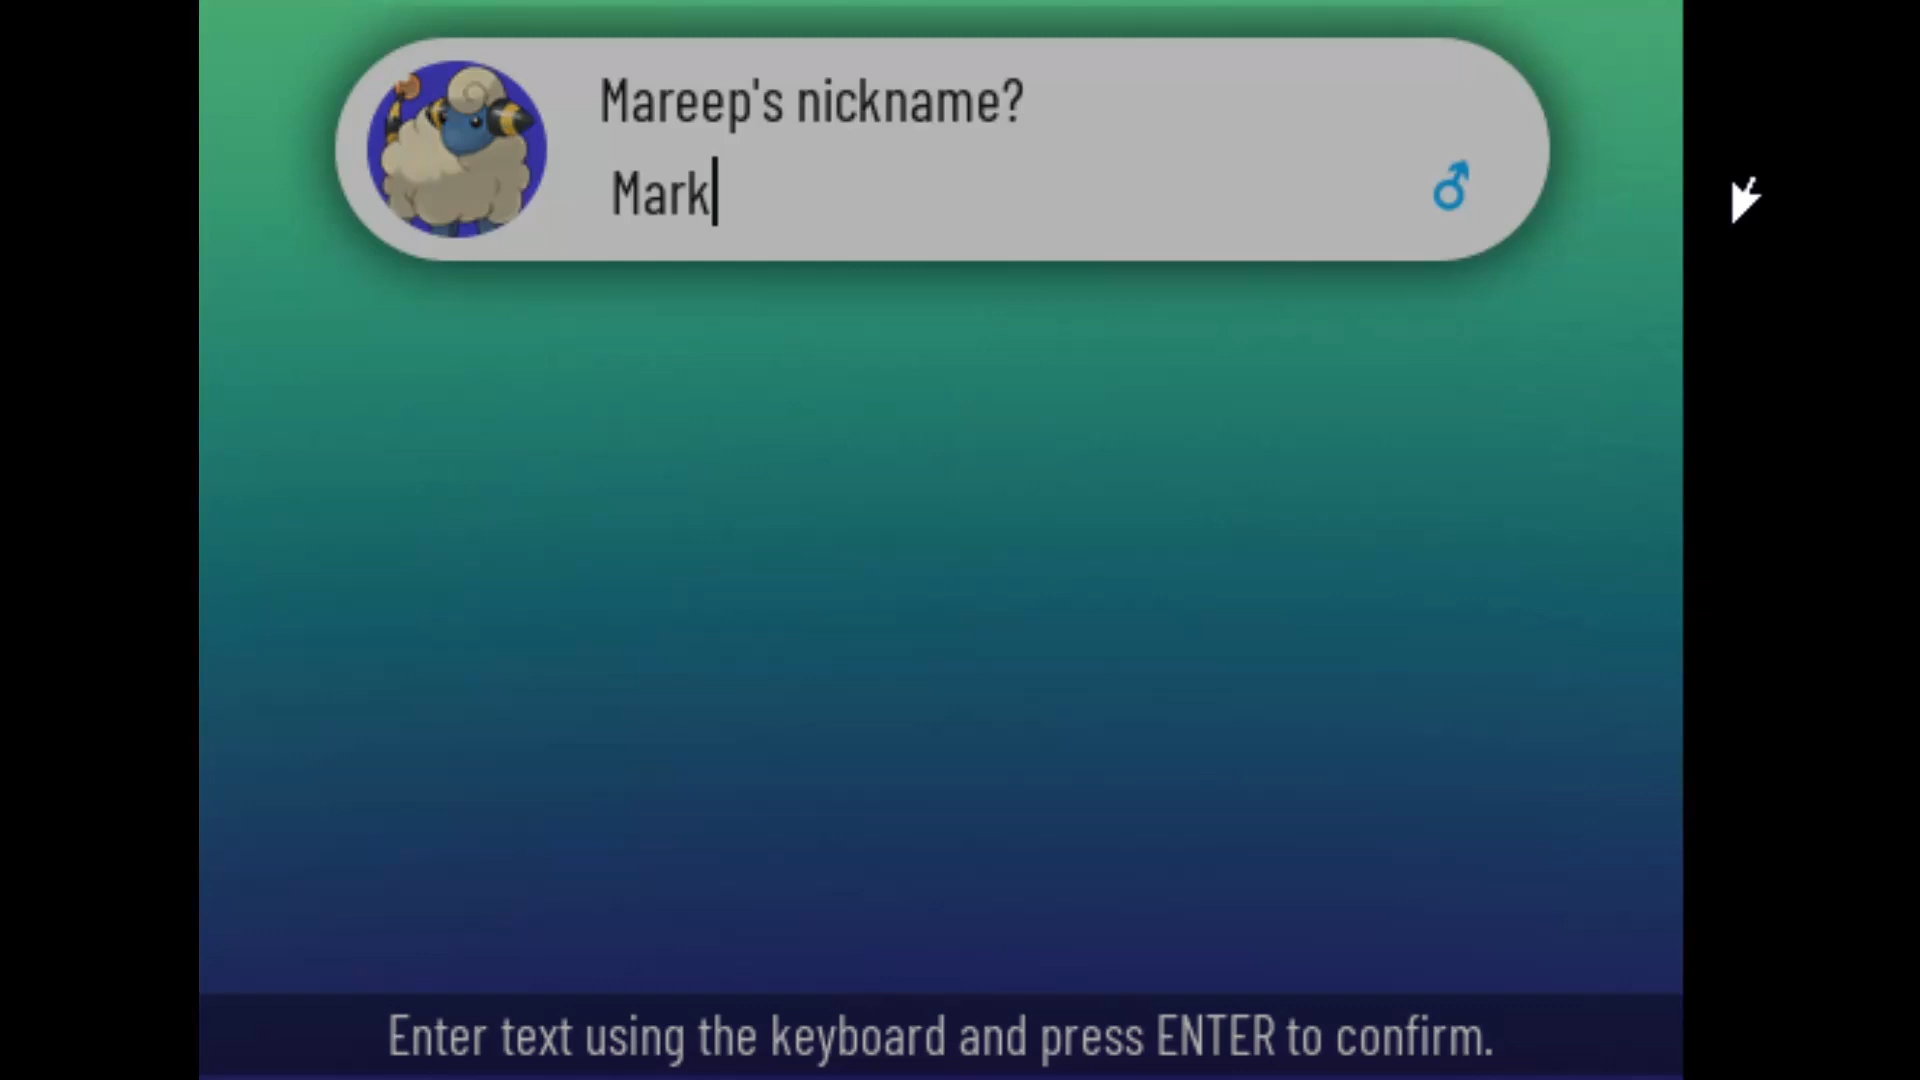 Mareep's nickname?
Mark
Enter text using the keyboard and press ENTER to confirm.